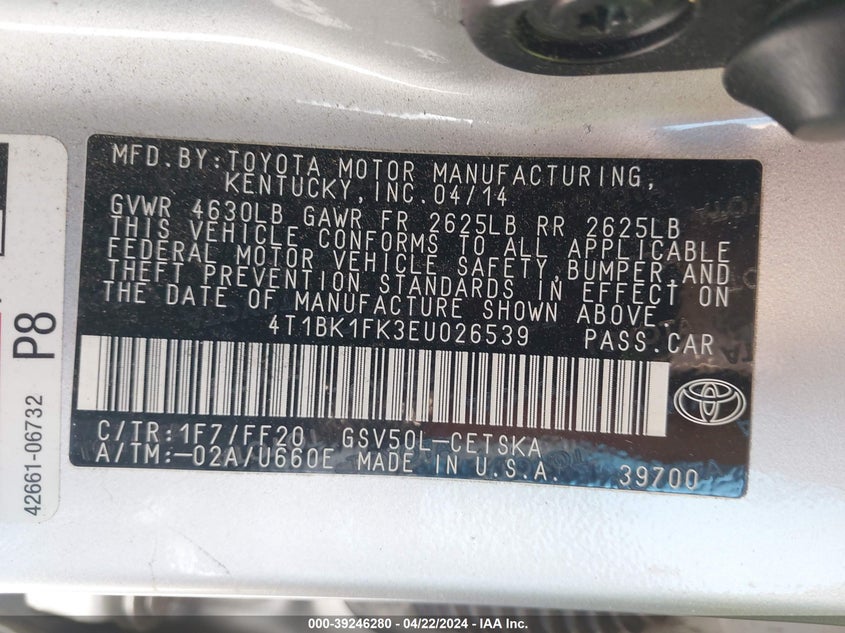 MFD.BY:TOYOTA MOTOR MANUFACTURING,
KENTUCKY,INC.04/14
GVWR 4630LB GAWR FR 2625LB RR 2625LB
THIS VEHICLE CONFORMS TO ALL APPLICABLE
FEDERAL MOTOR VEHICLE SAFETY,BUMPER,AND
THEFT PREVENTION STANDARDS IN EFFECT ON
THE DATE OF MANUFACTURE SHOWN ABOVE.
4T1BK1FK3EU026539 PASS.CAR
C/TR:1F7/FF20 GSV50L-CETSKA
A/TM:-02A/U660E MADE IN U.S.A. 39700
42661-06732 P8
000-39246280 - 04/22/2024 - IAA Inc.